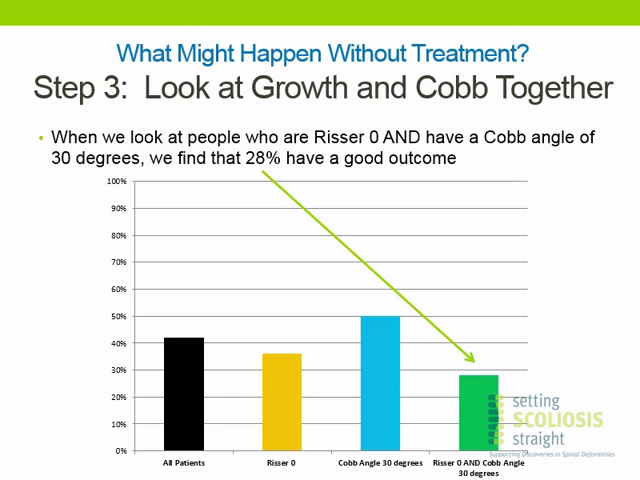 What Might Happen Without Treatment?
Step 3: Look at Growth and Cobb Together
• When we look at people who are Risser 0 AND have a Cobb angle of
30 degrees, we find that 28% have a good outcome
100%
90%
80%
70%
60%
50%
40%
30%
20%
10%
0%
All Patients
Risser 0
Cobb Angle 30 degrees
Risser 0 AND Cobb Angle
30 degrees
setting
SCOLIOSIS
straight
Supporting Discoveries in Spinal Deformities